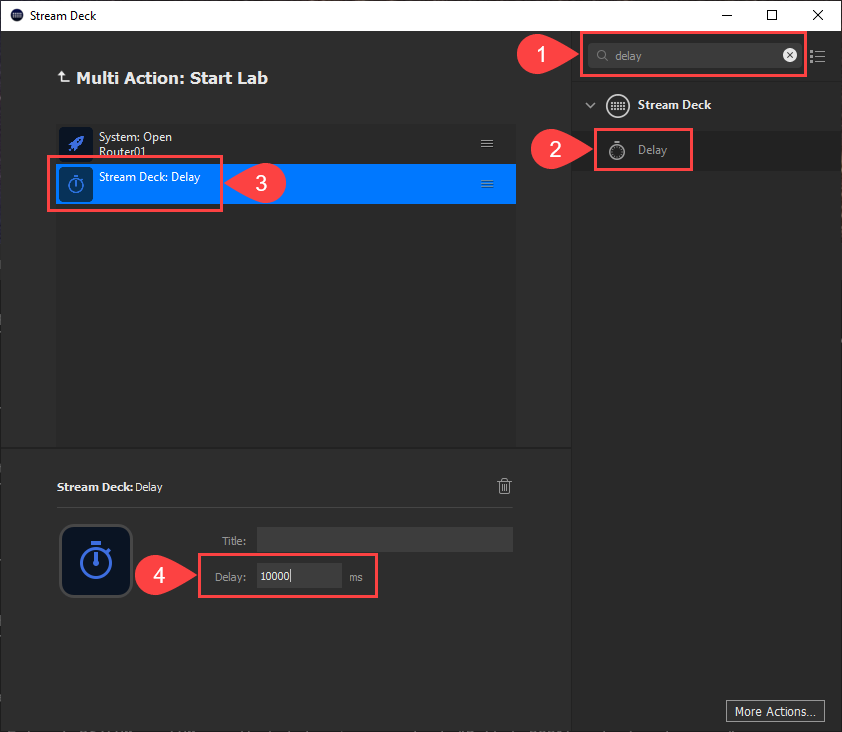 Stream Deck
Multi Action: Start Lab
System: Open
Router01
Stream Deck: Delay
3
1
delay
Stream Deck
2
Delay
Stream Deck: Delay
Title:
4
Delay: 10000 ms
More Actions...